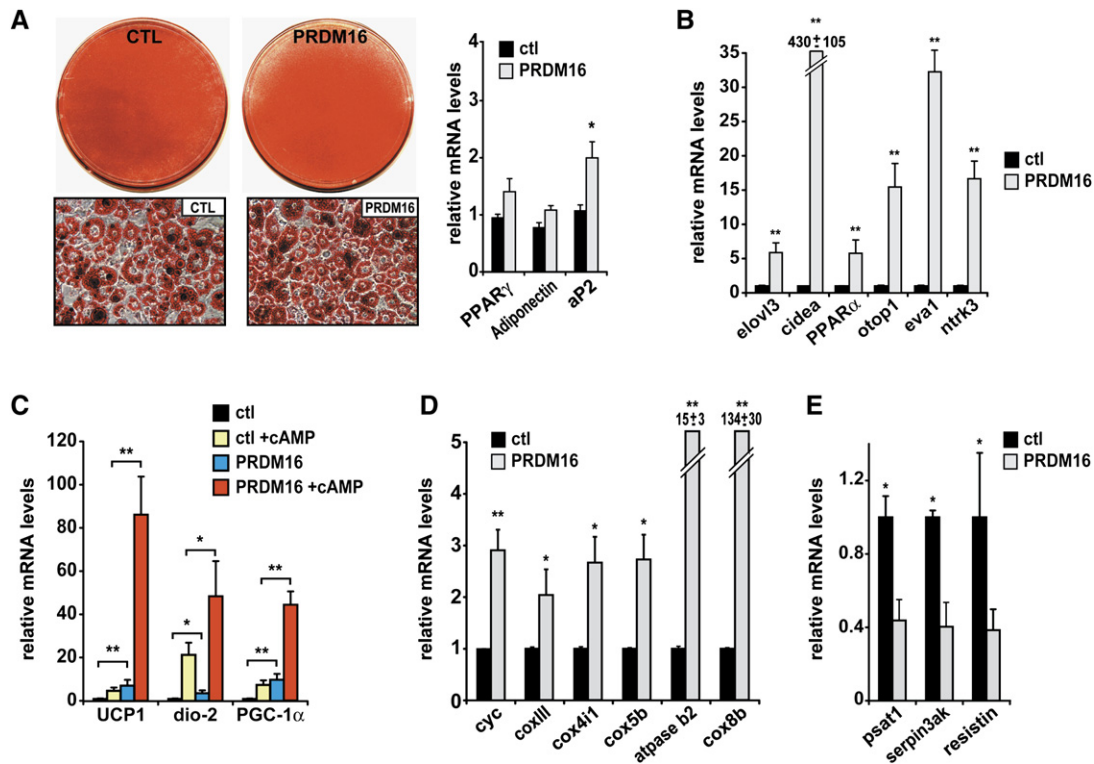 A
CTL
PRDM16
CTL
PRDM16
relative mRNA levels
4
3
2
1
0
ctl
PRDM16
*
PPARγ
Adiponectin
aP2
B
relative mRNA levels
35
30
25
20
15
10
5
0
**
**
430±105
**
**
**
**
ctl
PRDM16
elovl3
cidea
PPARα
otop1
eva1
ntrk3
C
ctl
ctl +cAMP
PRDM16
PRDM16 +cAMP
relative mRNA levels
120
100
80
60
40
20
0
**
**
*
*
**
**
UCP1
dio-2
PGC-1α
D
ctl
PRDM16
relative mRNA levels
5
4
3
2
1
0
**
*
*
*
**
15±3
**
134±30
cyc
coxIII
cox4i1
cox5b
atpase b2
cox8b
E
ctl
PRDM16
relative mRNA levels
1.2
0.8
0.4
0
*
*
*
psat1
serpin3ak
resistin